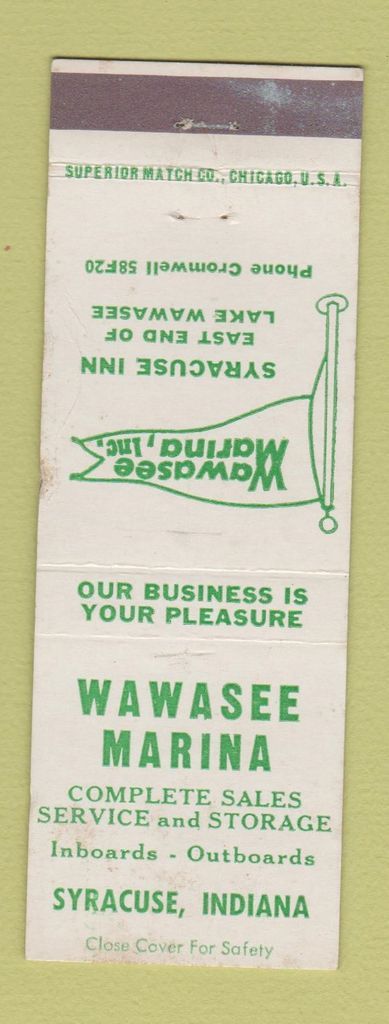 SUPERIOR MATCH CO., CHICAGO, U.S.A.
Wawasee
Marina, Inc.
SYRACUSE INN
EAST END OF
LAKE WAWASEE
Phone Cromwell 58F20
OUR BUSINESS IS
YOUR PLEASURE
WAWASEE
MARINA
COMPLETE SALES
SERVICE and STORAGE
Inboards - Outboards
SYRACUSE, INDIANA
Close Cover For Safety